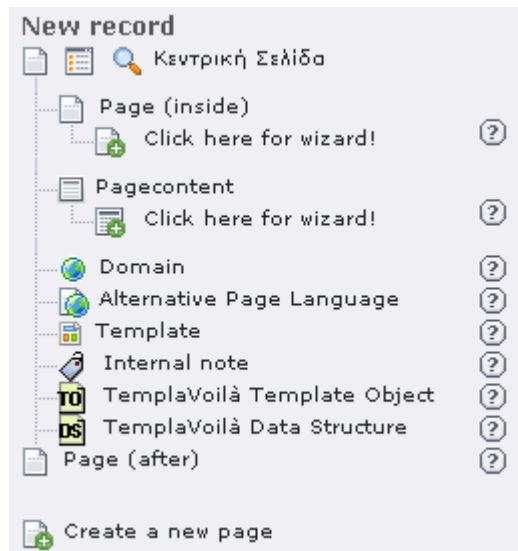 New record
Κεντρική Σελίδα
Page (inside)
Click here for wizard!
Pagecontent
Click here for wizard!
Domain
Alternative Page Language
Template
Internal note
TO TemplaVoilà Template Object
DS TemplaVoilà Data Structure
Page (after)
Create a new page